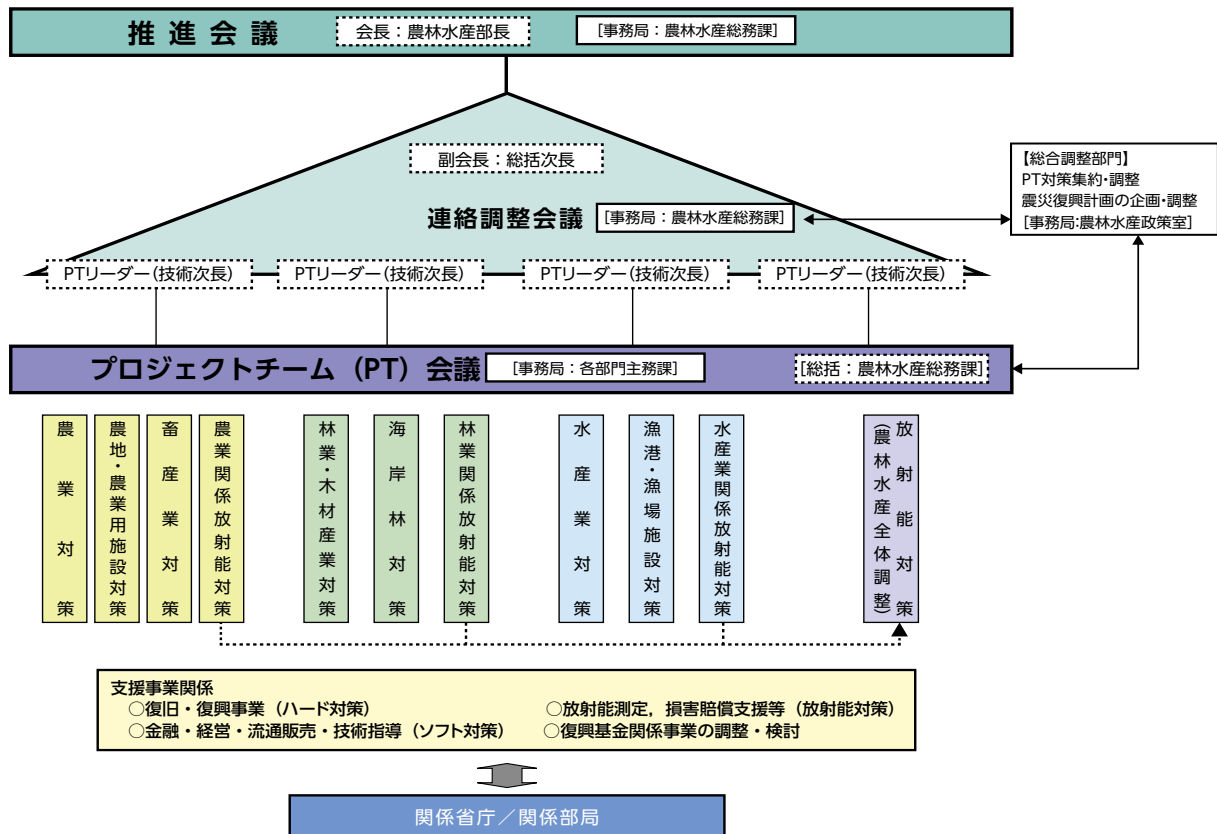 推進会議
会長：農林水産部長
[事務局：農林水産総務課]
副会長：総括次長
連絡調整会議
[事務局：農林水産総務課]
【総合調整部門】
PT対策集約・調整
震災復興計画の企画・調整
[事務局:農林水産政策室]
PTリーダー（技術次長）
PTリーダー（技術次長）
PTリーダー（技術次長）
PTリーダー（技術次長）
プロジェクトチーム（PT）会議
[事務局：各部門主務課]
[総括：農林水産総務課]
農業対策
農地・農業用施設対策
畜産業対策
農業関係放射能対策
林業・木材産業対策
海岸林対策
林業関係放射能対策
水産業対策
漁港・漁場施設対策
水産業関係放射能対策
放射能対策
（農林水産全体調整）
支援事業関係
○復旧・復興事業（ハード対策）
○放射能測定，損害賠償支援等（放射能対策）
○金融・経営・流通販売・技術指導（ソフト対策）
○復興基金関係事業の調整・検討
関係省庁／関係部局